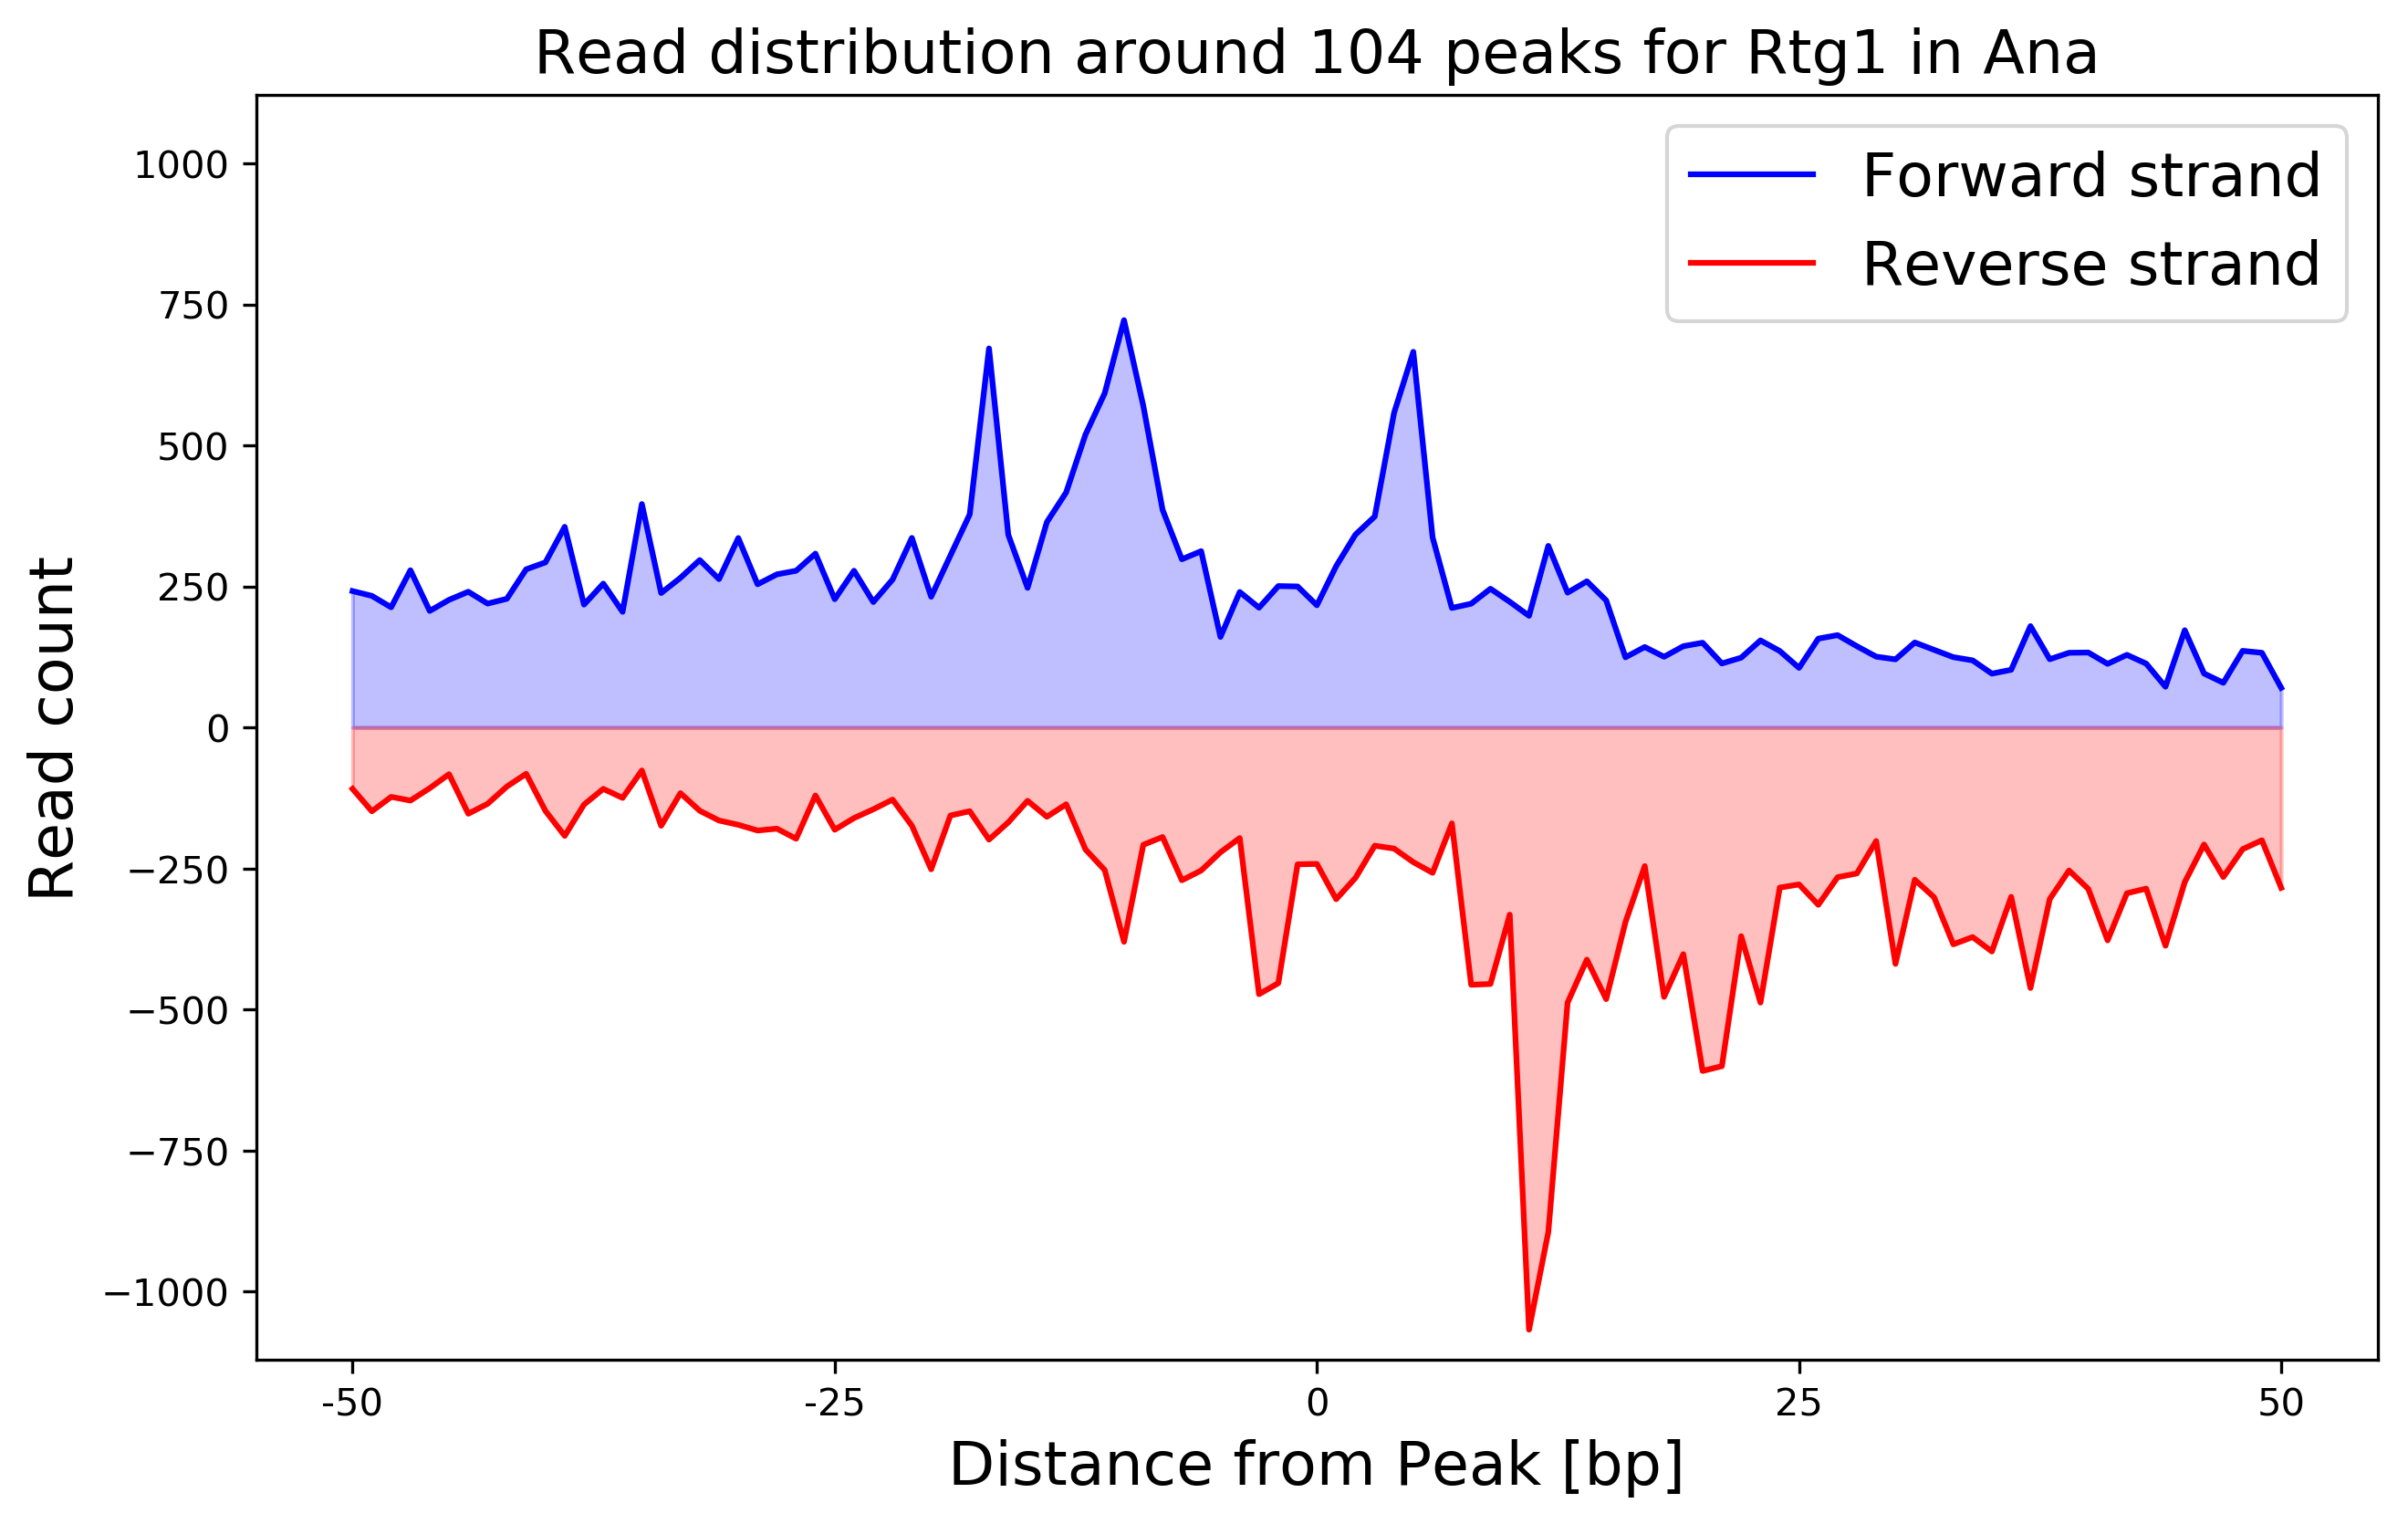 Read distribution around 104 peaks for Rtg1 in Ana
Forward strand
Reverse strand
1000
750
500
250
0
−250
−500
−750
−1000
Read count
-50 -25 0 25 50
Distance from Peak [bp]